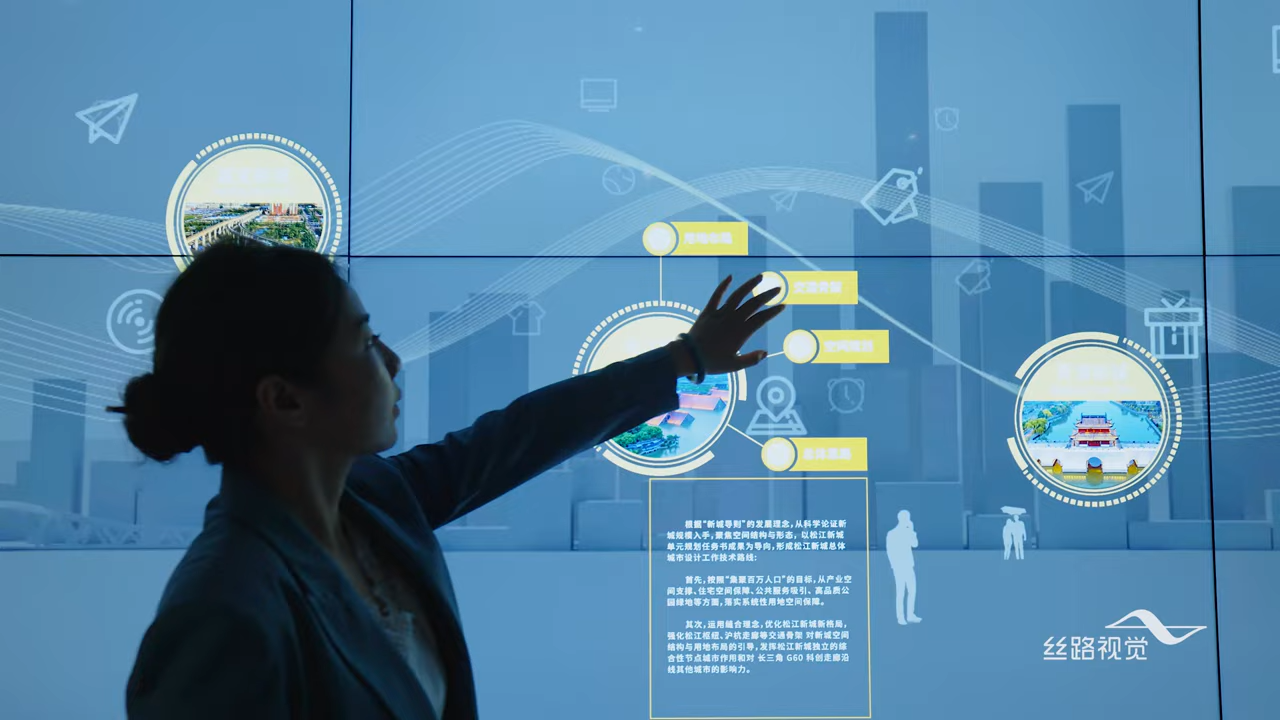 根据“新城导则”的发展理念，从科学论证新
城规模入手，聚焦空间结构与形态，以松江新城
单元规划任务书成果为导向，形成松江新城总体
城市设计工作技术路线：
首先，按照“集聚百万人口”的目标，从产业空
间支撑、住宅空间保障、公共服务吸引、高品质公
园绿地等方面，落实系统性用地空间保障。
其次，运用融合理念，优化松江新城新格局，
强化松江枢纽、沪杭走廊等交通骨架 对新城空间
结构与用地布局的引导，发挥松江新城独立的综
合性节点城市作用和对 长三角 G60 科创走廊沿
线其他城市的影响力。
丝路视觉